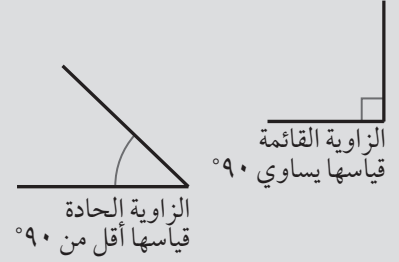 الزاوية القائمة
قياسها يساوي ٩٠°
الزاوية الحادة
قياسها أقل من ٩٠°